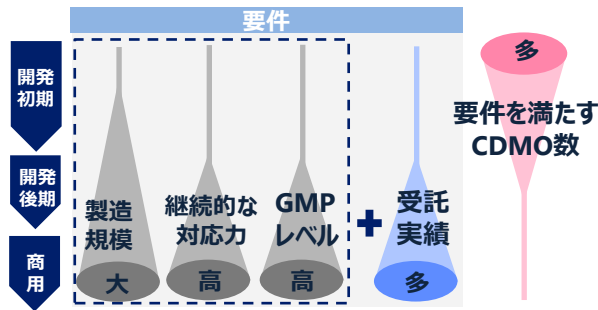 要件
開発
初期
開発
後期
商
用
製造
規模
大
継続的な
対応力
高
GMP
レベル
高
+
受託
実績
多
多
要件を満たす
CDMO数